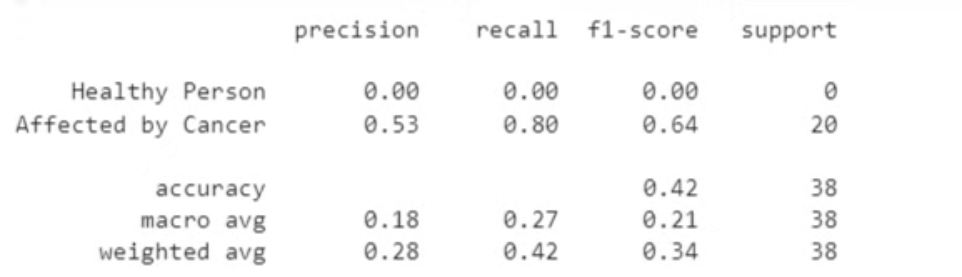 precision recall f1-score support
Healthy Person 0.00 0.00 0.00 0
Affected by Cancer 0.53 0.80 0.64 20
accuracy 0.42 38
macro avg 0.18 0.27 0.21 38
weighted avg 0.28 0.42 0.34 38